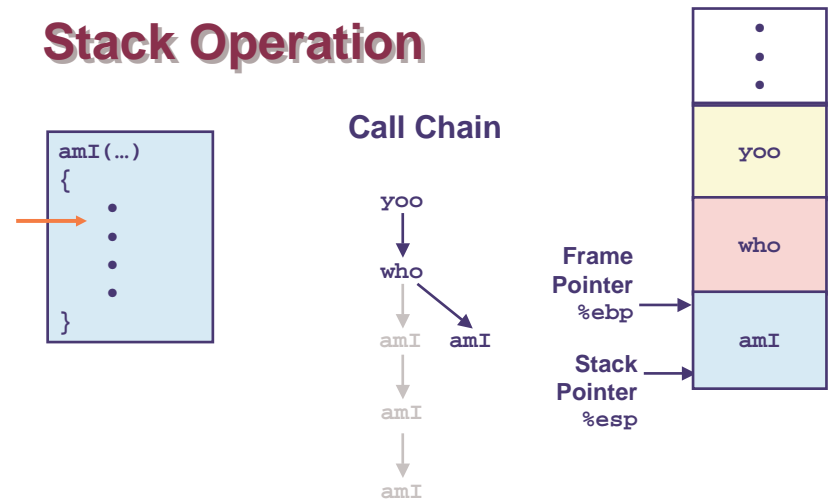 Stack Operation
amI(…)
{
•
•
•
•
}
Call Chain
yoo
who
amI amI
amI
amI
Frame
Pointer
%ebp
Stack
Pointer
%esp
•
•
•
yoo
who
amI